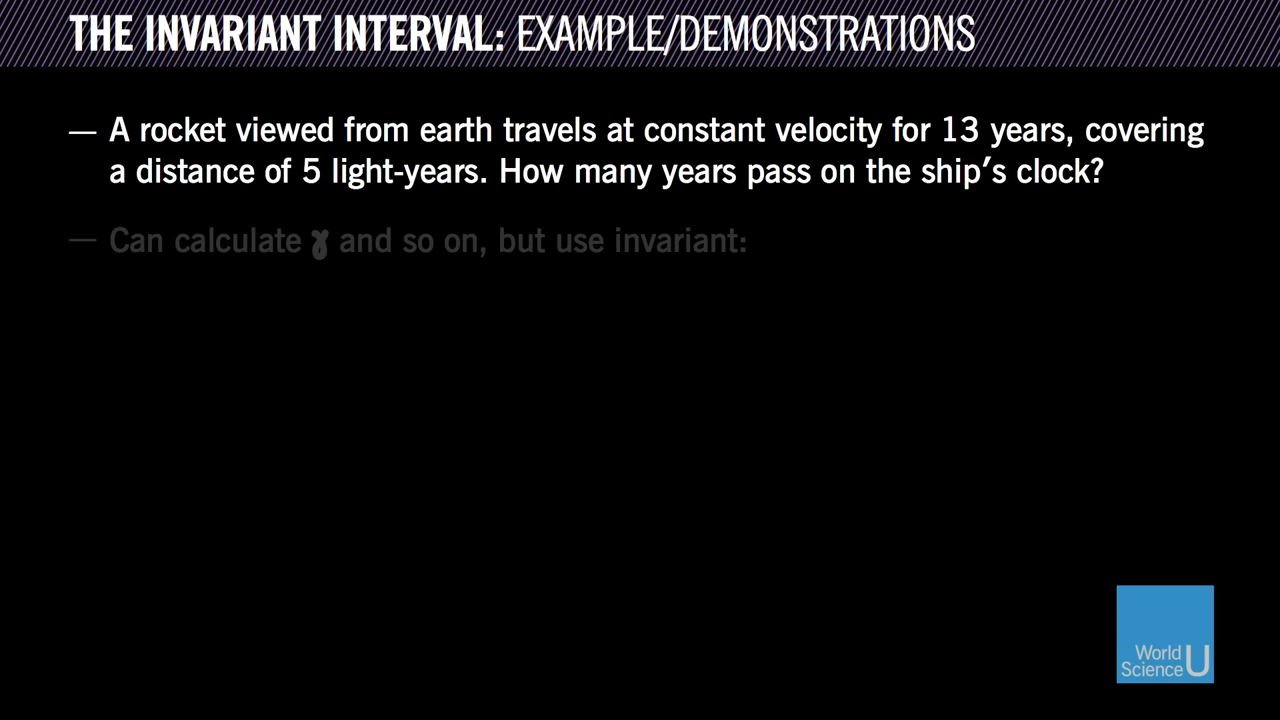 THE INVARIANT INTERVAL: EXAMPLE/DEMONSTRATIONS
— A rocket viewed from earth travels at constant velocity for 13 years, covering
a distance of 5 light-years. How many years pass on the ship′s clock?
— Can calculate γ and so on, but use invariant:
World
Science U